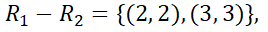 R₁ − R₂ = {(2, 2), (3, 3)},